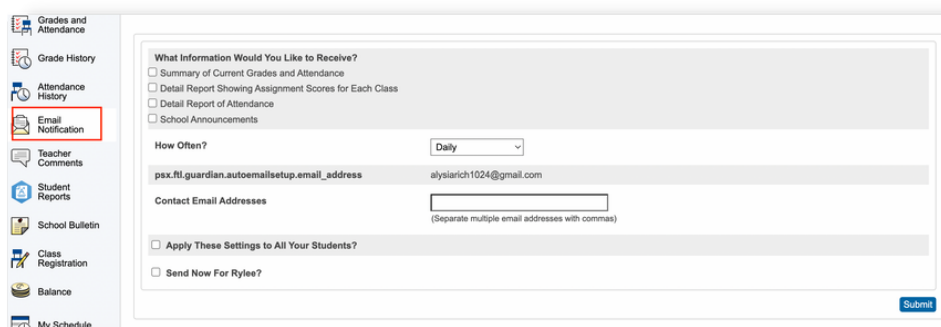 Grades and
Attendance
Grade History
Attendance
History
Email
Notification
Teacher
Comments
Student
Reports
School Bulletin
Class
Registration
Balance
My Schedule
What Information Would You Like to Receive?
Summary of Current Grades and Attendance
Detail Report Showing Assignment Scores for Each Class
Detail Report of Attendance
School Announcements
How Often?
Daily
psx.ftl.guardian.autoemailsetup.email_address
alysiarich1024@gmail.com
Contact Email Addresses
(Separate multiple email addresses with commas)
Apply These Settings to All Your Students?
Send Now For Rylee?
Submit